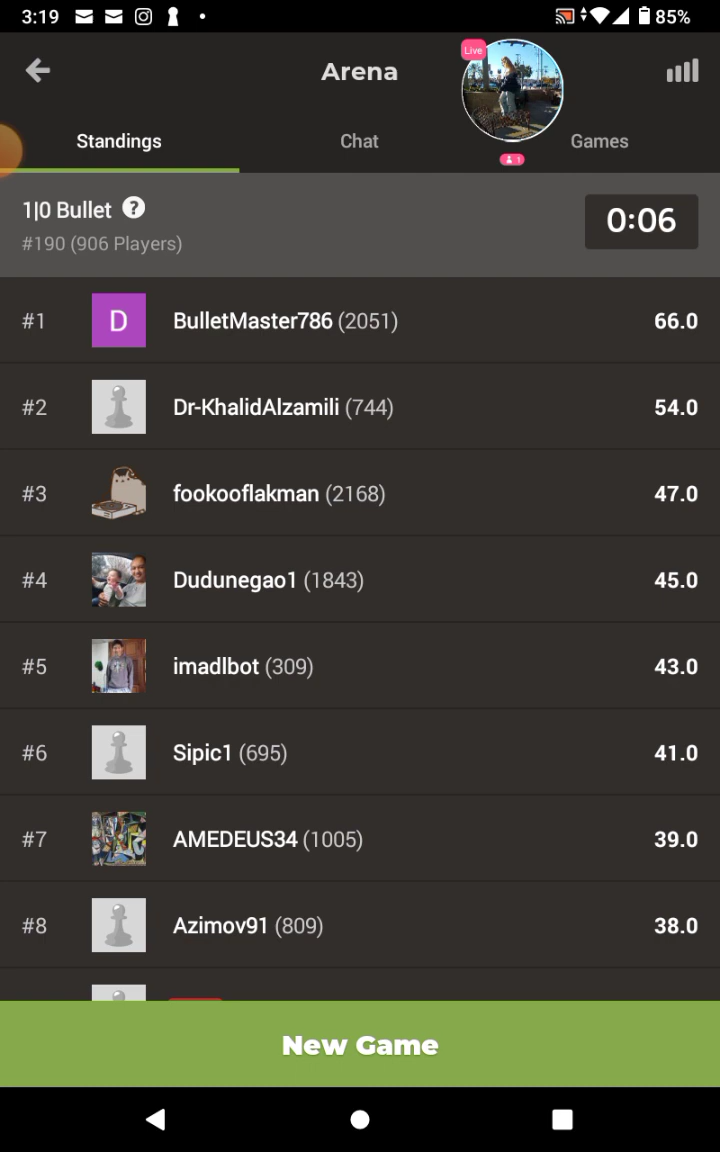 3:19
85%
Arena
Live
Standings
Chat
Games
1
1|0 Bullet ?
0:06
#190 (906 Players)
#1 D BulletMaster786 (2051) 66.0
#2 Dr-KhalidAlzamili (744) 54.0
#3 fookooflakman (2168) 47.0
#4 Dudunegao1 (1843) 45.0
#5 imadlbot (309) 43.0
#6 Sipic1 (695) 41.0
#7 AMEDEUS34 (1005) 39.0
#8 Azimov91 (809) 38.0
New Game